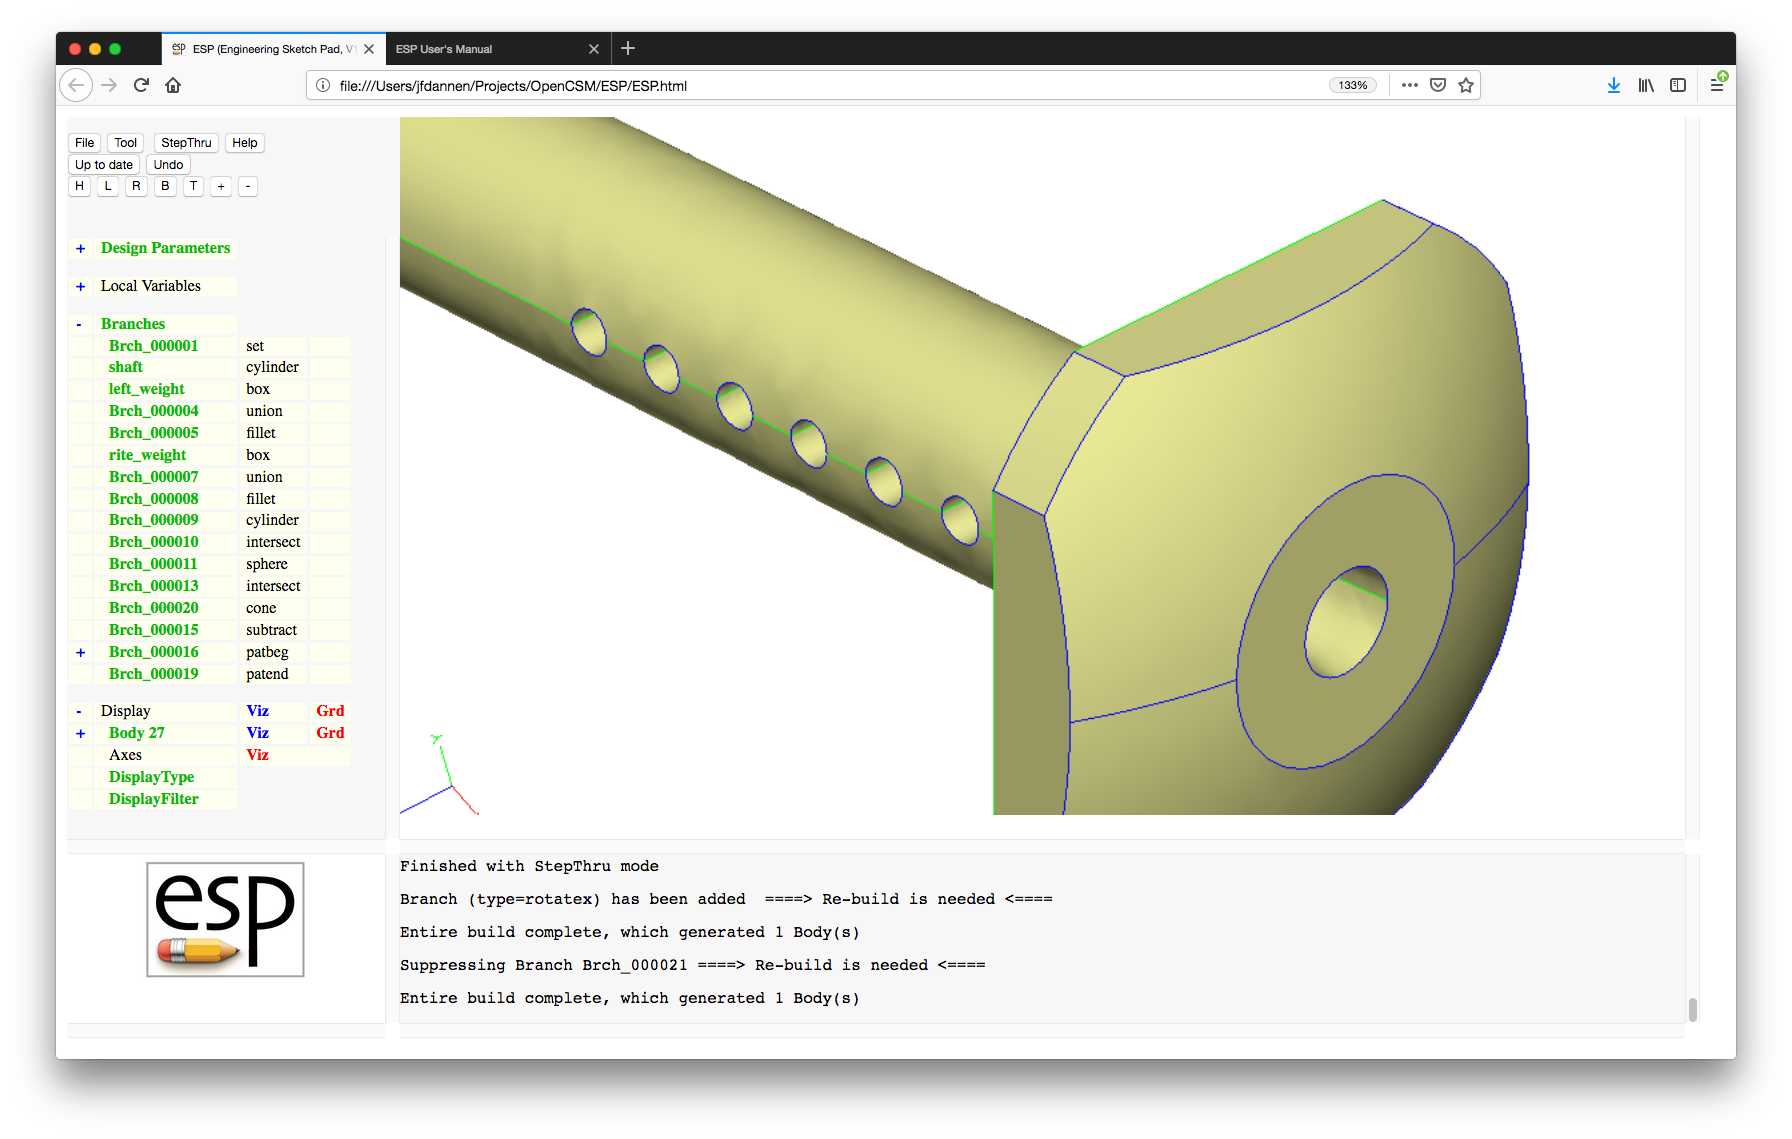 esp ESP (Engineering Sketch Pad, V1
ESP User's Manual
file:///Users/jfdannen/Projects/OpenCSM/ESP/ESP.html 133%
File Tool StepThru Help
Up to date Undo
H L R B T + -
+ Design Parameters
+ Local Variables
- Branches
Brch_000001 set
shaft cylinder
left_weight box
Brch_000004 union
Brch_000005 fillet
rite_weight box
Brch_000007 union
Brch_000008 fillet
Brch_000009 cylinder
Brch_000010 intersect
Brch_000011 sphere
Brch_000013 intersect
Brch_000020 cone
Brch_000015 subtract
+ Brch_000016 patbeg
Brch_000019 patend
- Display Viz Grd
+ Body 27 Viz Grd
Axes Viz
DisplayType
DisplayFilter
Y
esp
Finished with StepThru mode
Branch (type=rotatex) has been added ====> Re-build is needed <====
Entire build complete, which generated 1 Body(s)
Suppressing Branch Brch_000021 ====> Re-build is needed <====
Entire build complete, which generated 1 Body(s)